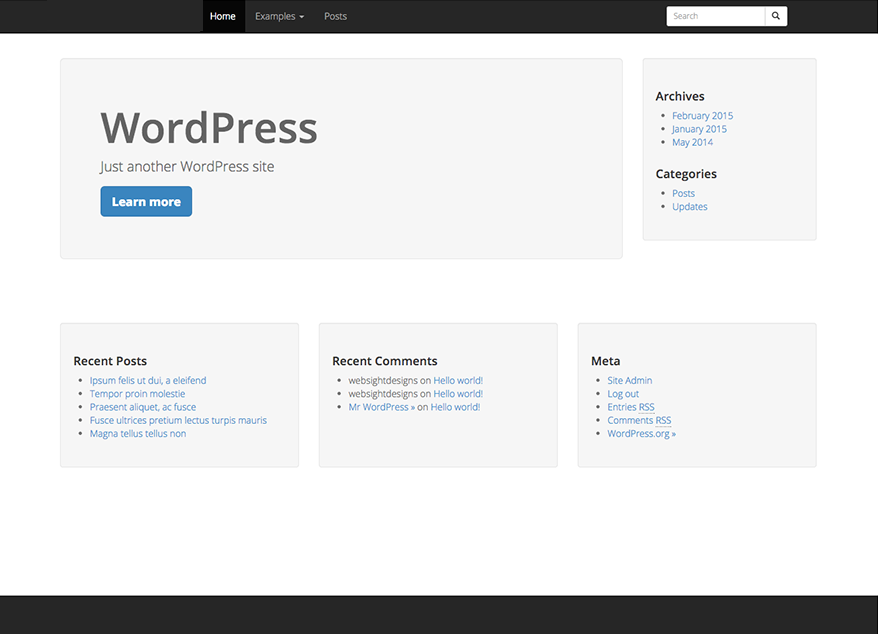 Home Examples Posts Search
WordPress
Just another WordPress site
Learn more
Archives
February 2015
January 2015
May 2014
Categories
Posts
Updates
Recent Posts
Ipsum felis ut dui, a eleifend
Tempor proin molestie
Praesent aliquet, ac fusce
Fusce ultrices pretium lectus turpis mauris
Magna tellus tellus non
Recent Comments
websightdesigns on Hello world!
websightdesigns on Hello world!
Mr WordPress » on Hello world!
Meta
Site Admin
Log out
Entries RSS
Comments RSS
WordPress.org »